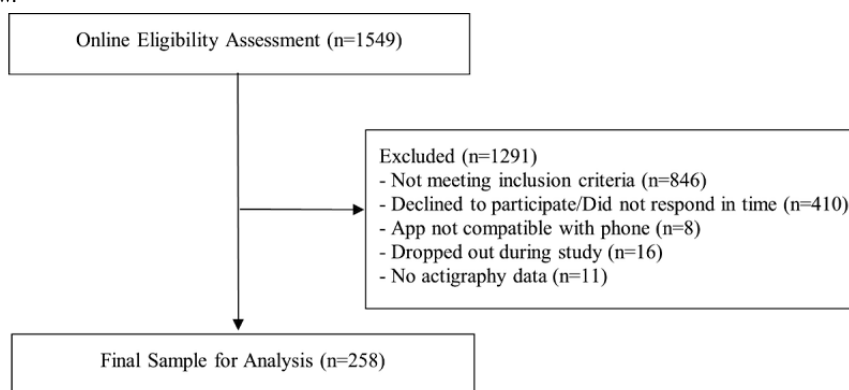 Online Eligibility Assessment (n=1549)
Excluded (n=1291)
- Not meeting inclusion criteria (n=846)
- Declined to participate/Did not respond in time (n=410)
- App not compatible with phone (n=8)
- Dropped out during study (n=16)
- No actigraphy data (n=11)
Final Sample for Analysis (n=258)